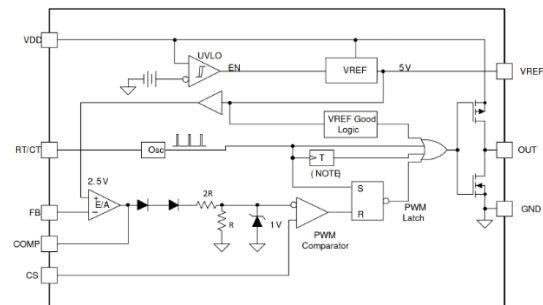 VDD
UVLO
EN
VREF
5V
VREF
VREF Good
Logic
RT/CT
Osc
T
(NOTE)
OUT
2.5V
E/A
+
−
2R
R
1V
S
R
PWM
Latch
PWM
Comparator
GND
FB
COMP
CS